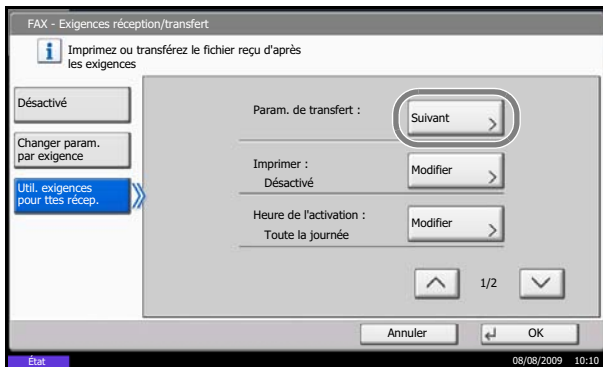 FAX - Exigences réception/transfert
Imprimez ou transférez le fichier reçu d'après
les exigences
Désactivé
Changer param.
par exigence
Util. exigences
pour ttes récep.
Param. de transfert :
Suivant
Imprimer :
Désactivé
Modifier
Heure de l'activation :
Toute la journée
Modifier
1/2
Annuler
OK
État
08/08/2009 10:10